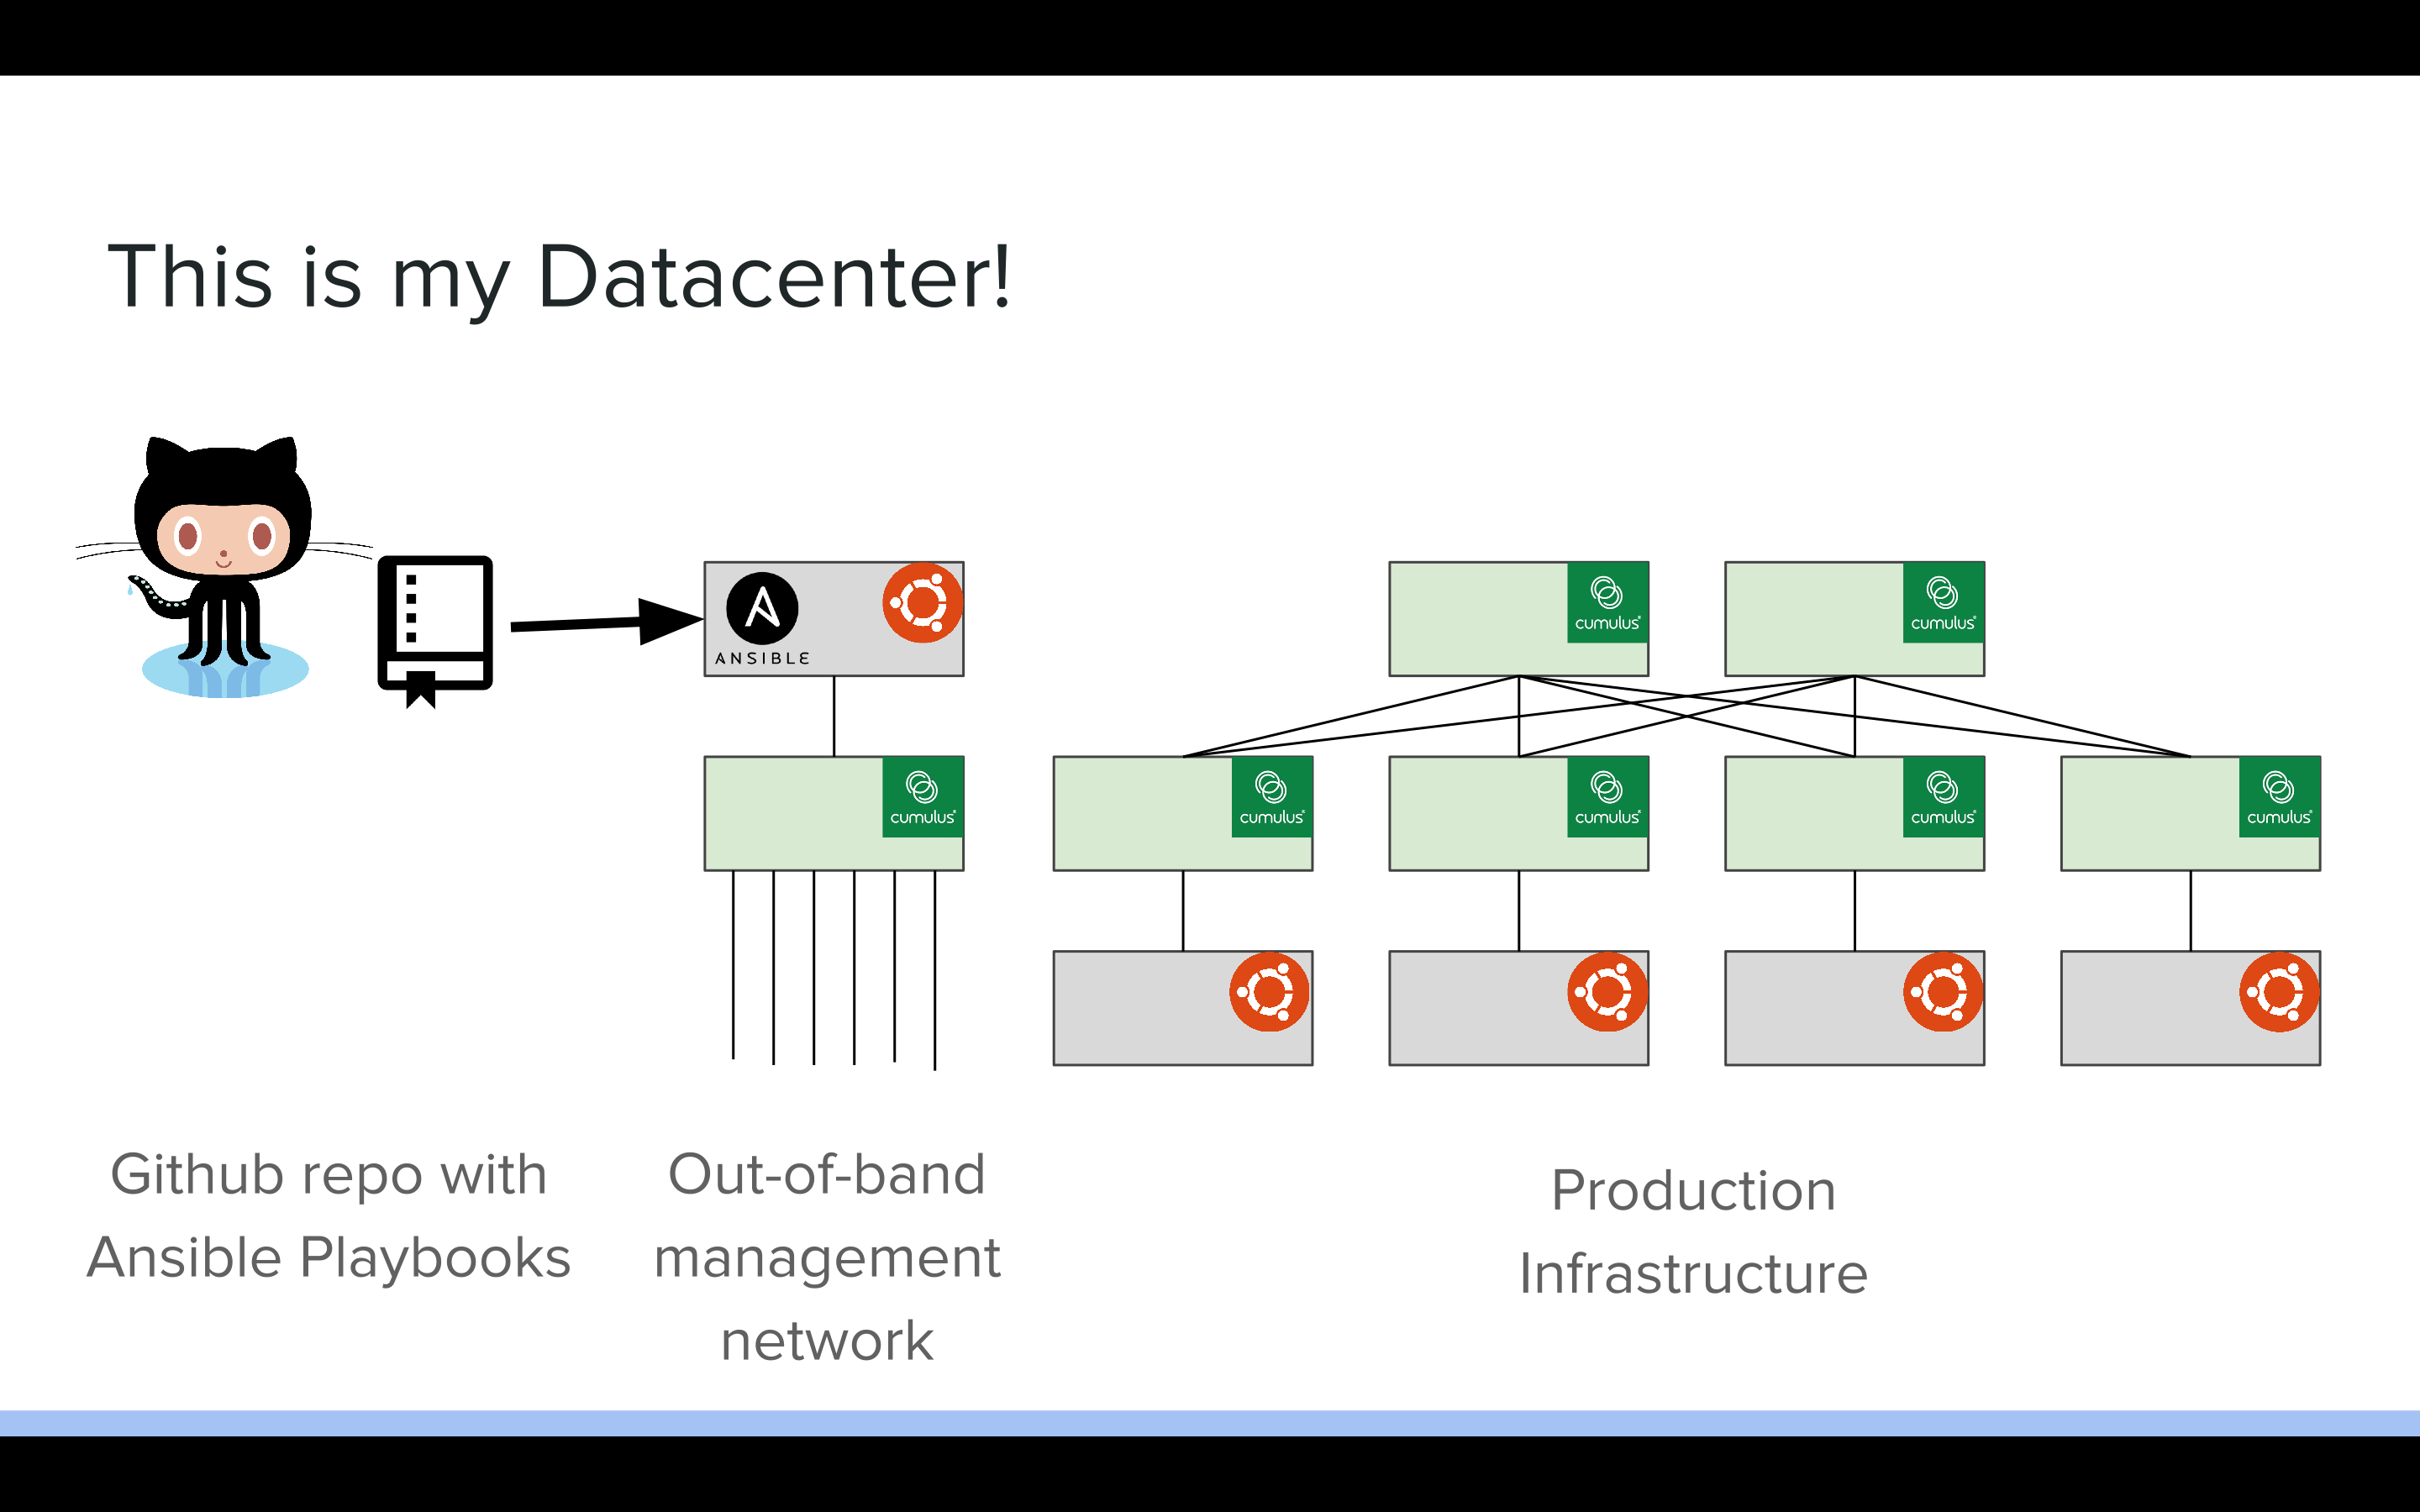 This is my Datacenter!
ANSIBLE
cumulus
cumulus
cumulus
cumulus
cumulus
cumulus
cumulus
Github repo with
Ansible Playbooks
Out-of-band
management
network
Production
Infrastructure